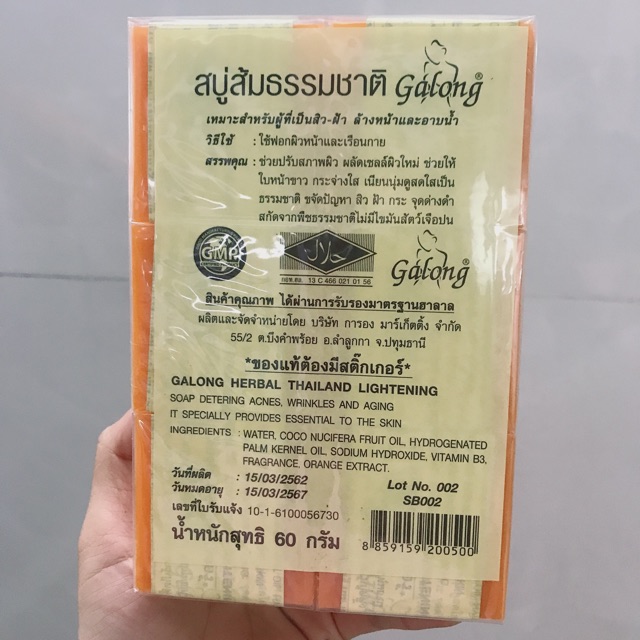 สบู่ส้มธรรมชาติ Galong®
เหมาะสำหรับผู้ที่เป็นสิว-ฝ้า ล้างหน้าและอาบน้ำ
วิธีใช้ : ใช้ฟอกผิวหน้าและเรือนกาย
สรรพคุณ : ช่วยปรับสภาพผิว ผลัดเซลล์ผิวใหม่ ช่วยให้
ใบหน้าขาว กระจ่างใส เนียนนุ่มดูสดใสเป็น
ธรรมชาติ ขจัดปัญหา สิว ฝ้า กระ จุดด่างดำ
สกัดจากพืชธรรมชาติไม่มีไขมันสัตว์เจือปน
GMP
حلال
กอท.ฮล. 13 C 466 021 01 56
Galong®
สินค้าคุณภาพ ได้ผ่านการรับรองมาตรฐานฮาลาล
ผลิตและจัดจำหน่ายโดย บริษัท การอง มาร์เก็ตติ้ง จำกัด
55/2 ต.บึงคำพร้อย อ.ลำลูกกา จ.ปทุมธานี
*ของแท้ต้องมีสติ๊กเกอร์*
GALONG HERBAL THAILAND LIGHTENING
SOAP DETERING ACNES, WRINKLES AND AGING
IT SPECIALLY PROVIDES ESSENTIAL TO THE SKIN
INGREDIENTS : WATER, COCO NUCIFERA FRUIT OIL, HYDROGENATED
PALM KERNEL OIL, SODIUM HYDROXIDE, VITAMIN B3,
FRAGRANCE, ORANGE EXTRACT.
วันที่ผลิต : 15/03/2562
วันหมดอายุ : 15/03/2567
Lot No. 002
SB002
เลขที่ใบรับแจ้ง 10-1-6100056730
น้ำหนักสุทธิ 60 กรัม
8 859159 200500